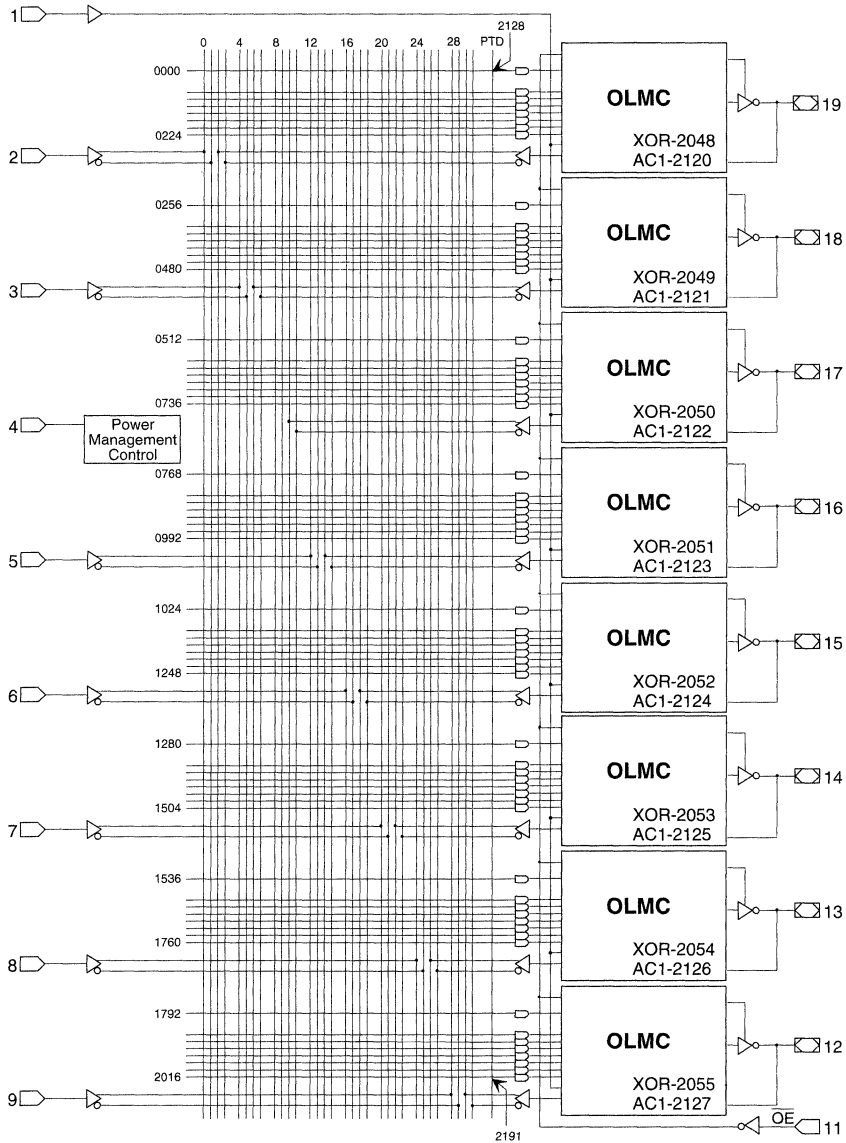 1
2128
0 4 8 12 16 20 24 28 PTD
0000
OLMC
19
0224
XOR-2048
AC1-2120
2
0256
OLMC
18
0480
XOR-2049
AC1-2121
3
0512
OLMC
17
0736
XOR-2050
AC1-2122
4
Power
Management
Control
0768
OLMC
16
0992
XOR-2051
AC1-2123
5
1024
OLMC
15
1248
XOR-2052
AC1-2124
6
1280
OLMC
14
1504
XOR-2053
AC1-2125
7
1536
OLMC
13
1760
XOR-2054
AC1-2126
8
1792
OLMC
12
2016
XOR-2055
AC1-2127
9
OE
11
2191